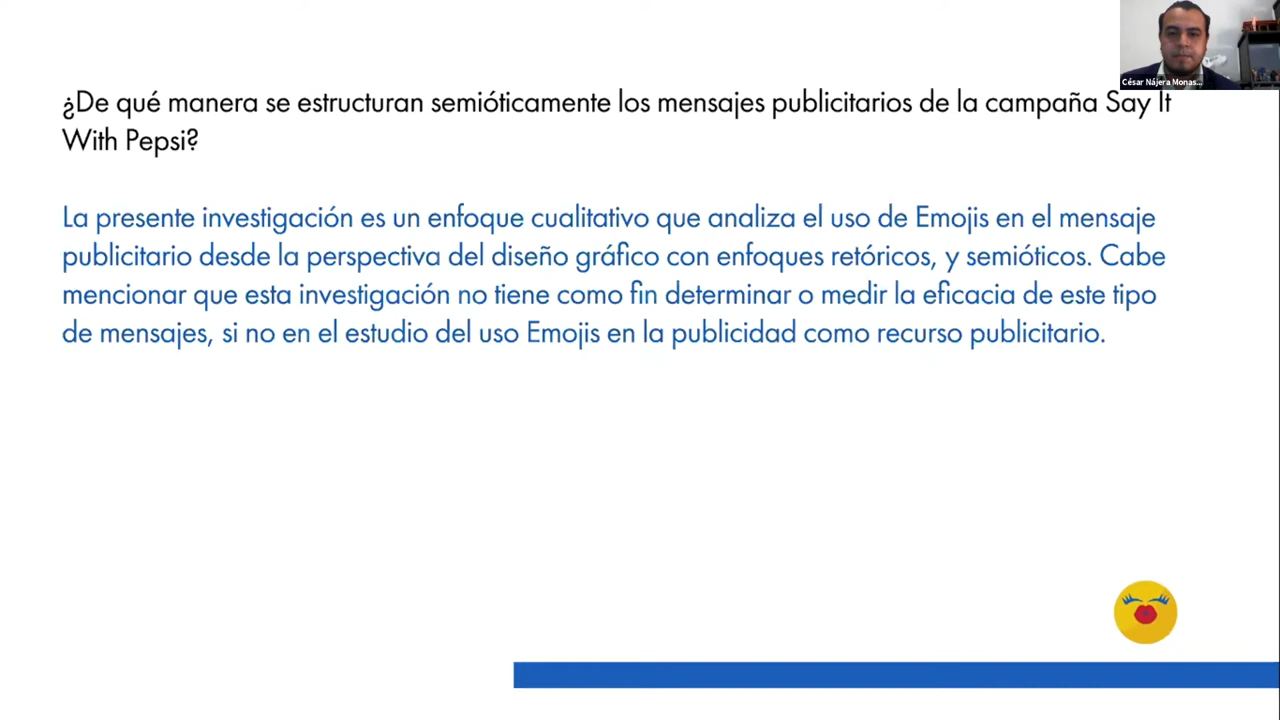 César Nájera Monas...
¿De qué manera se estructuran semióticamente los mensajes publicitarios de la campaña Say It
With Pepsi?
La presente investigación es un enfoque cualitativo que analiza el uso de Emojis en el mensaje
publicitario desde la perspectiva del diseño gráfico con enfoques retóricos, y semióticos. Cabe
mencionar que esta investigación no tiene como fin determinar o medir la eficacia de este tipo
de mensajes, si no en el estudio del uso Emojis en la publicidad como recurso publicitario.